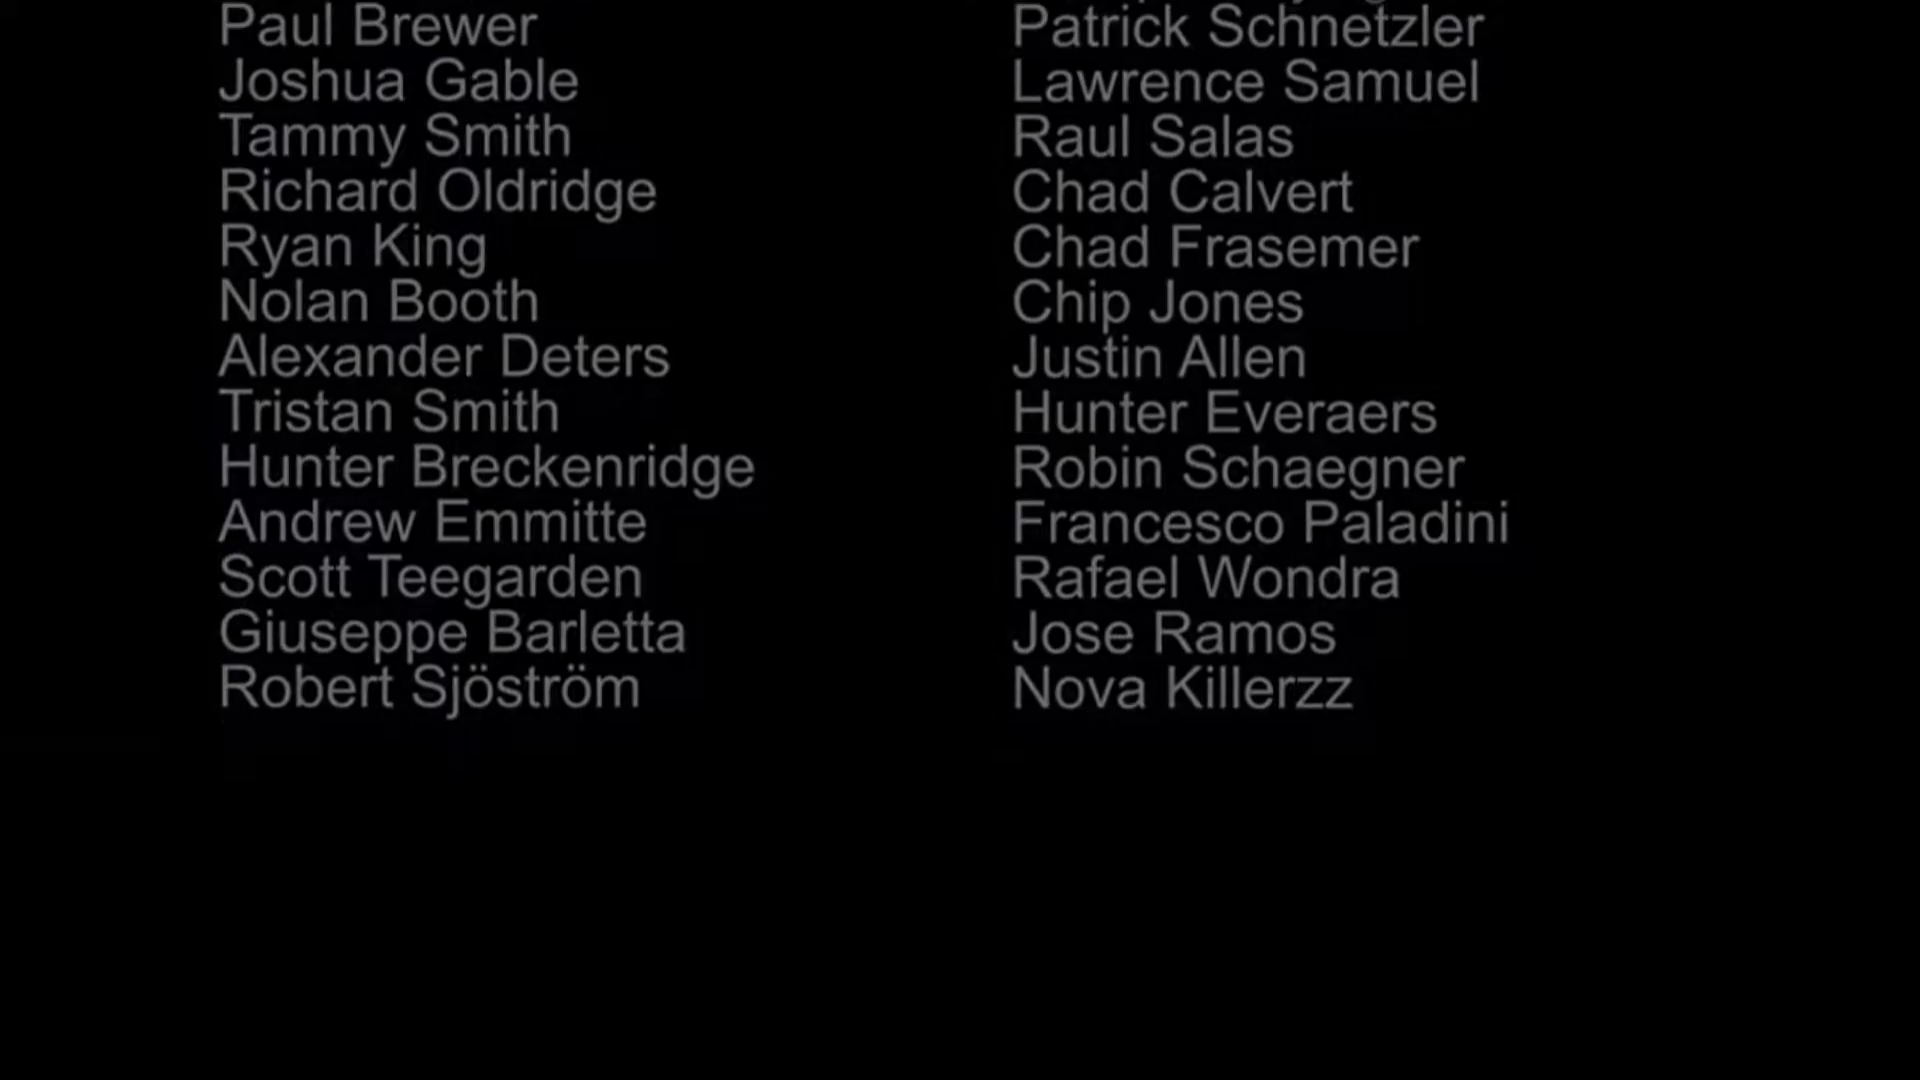 Paul Brewer
Joshua Gable
Tammy Smith
Richard Oldridge
Ryan King
Nolan Booth
Alexander Deters
Tristan Smith
Hunter Breckenridge
Andrew Emmitte
Scott Teegarden
Giuseppe Barletta
Robert Sjöström
Patrick Schnetzler
Lawrence Samuel
Raul Salas
Chad Calvert
Chad Frasemer
Chip Jones
Justin Allen
Hunter Everaers
Robin Schaegner
Francesco Paladini
Rafael Wondra
Jose Ramos
Nova Killerzz